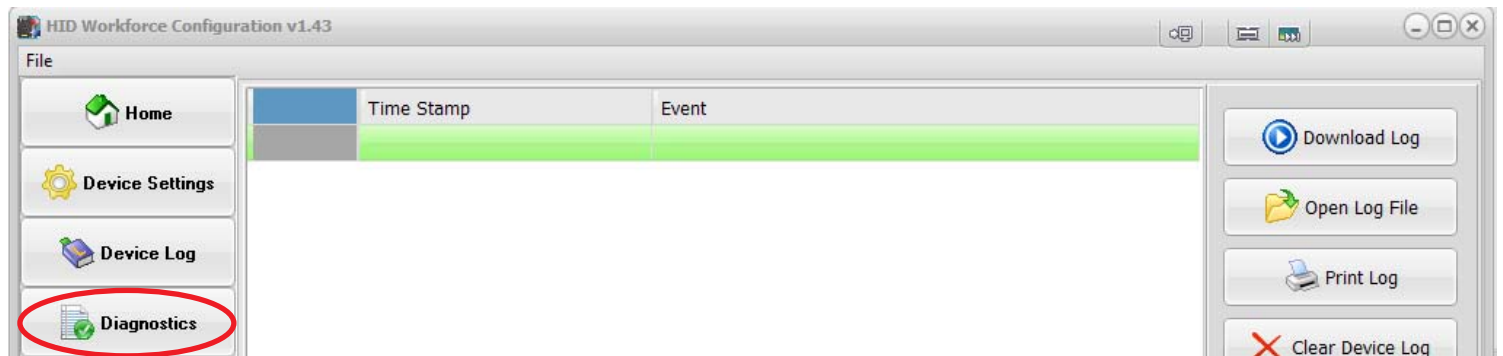 HID Workforce Configuration v1.43
File
Home
Time Stamp Event
Download Log
Device Settings
Open Log File
Device Log
Print Log
Diagnostics
Clear Device Log